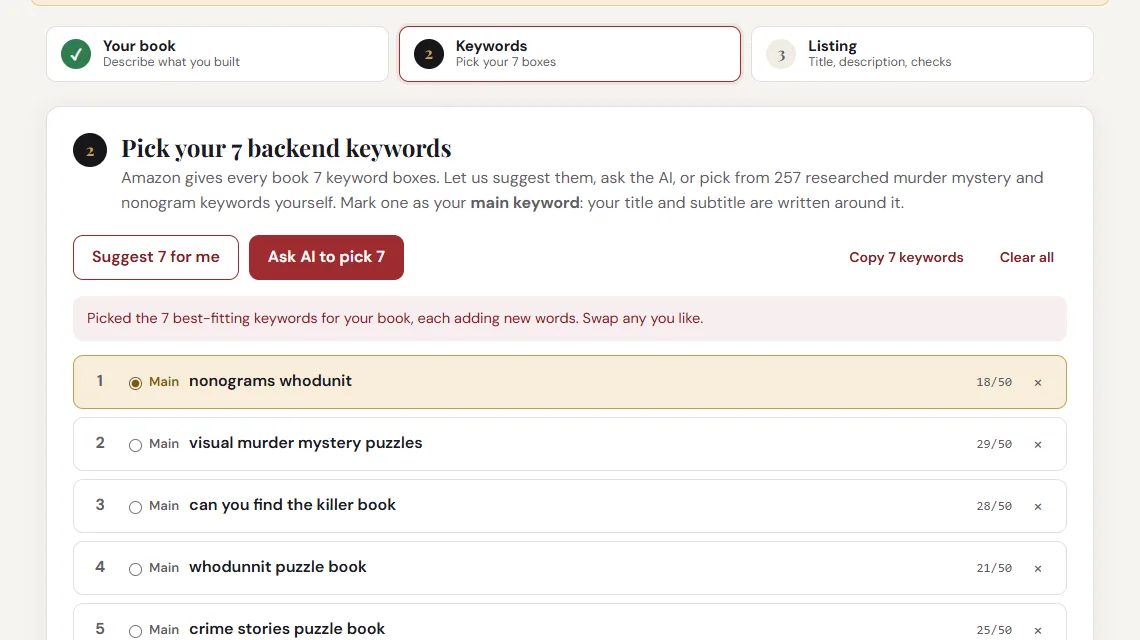 Your book
Describe what you built
2
Keywords
Pick your 7 boxes
3
Listing
Title, description, checks
2
Pick your 7 backend keywords
Amazon gives every book 7 keyword boxes. Let us suggest them, ask the AI, or pick from 257 researched murder mystery and
nonogram keywords yourself. Mark one as your main keyword: your title and subtitle are written around it.
Suggest 7 for me
Ask AI to pick 7
Copy 7 keywords
Clear all
Picked the 7 best-fitting keywords for your book, each adding new words. Swap any you like.
1 Main nonograms whodunit 18/50 ×
2 Main visual murder mystery puzzles 29/50 ×
3 Main can you find the killer book 28/50 ×
4 Main whodunnit puzzle book 21/50 ×
5 Main crime stories puzzle book 25/50 ×